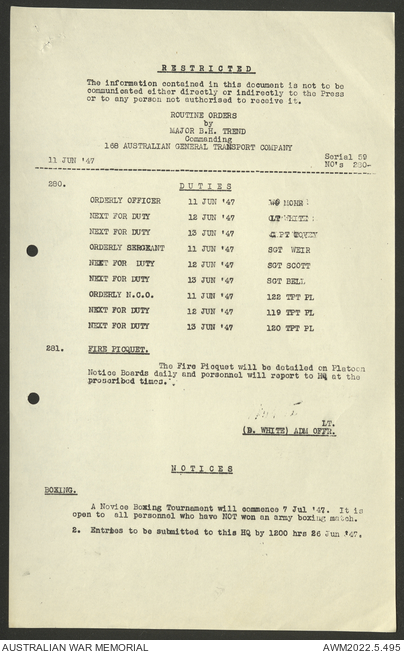 RESTRICTED
The information contained in this document is not to be
communicated either directly or indirectly to the Press
or to any person not authorised to receive it.
ROUTINE ORDERS
by
MAJOR B.H. TREND
Commanding
168 AUSTRALIAN GENERAL TRANSPORT COMPANY
11 JUN '47 Serial 59
NO's 280-
280. DUTIES
ORDERLY OFFICER 11 JUN '47
NEXT FOR DUTY 12 JUN '47 LT WHITE
NEXT FOR DUTY 13 JUN '47
ORDERLY SERGEANT 11 JUN '47 SGT WEIR
NEXT FOR DUTY 12 JUN '47 SGT SCOTT
NEXT FOR DUTY 13 JUN '47 SGT BELL
ORDERLY N.C.O. 11 JUN '47 122 TPT PL
NEXT FOR DUTY 12 JUN '47 119 TPT PL
NEXT FOR DUTY 13 JUN '47 120 TPT PL
281. FIRE PICQUET.
The Fire Picquet will be detailed on Platoon
Notice Boards daily and personnel will report to HQ at the
prescribed times.
LT.
(B. WHITE) ADM OFFR.
NOTICES
BOXING.
A Novice Boxing Tournament will commence 7 Jul '47. It is
open to all personnel who have NOT won an army boxing match.
2. Entries to be submitted to this HQ by 1200 hrs 26 Jun '47.
AUSTRALIAN WAR MEMORIAL AWM2022.5.495